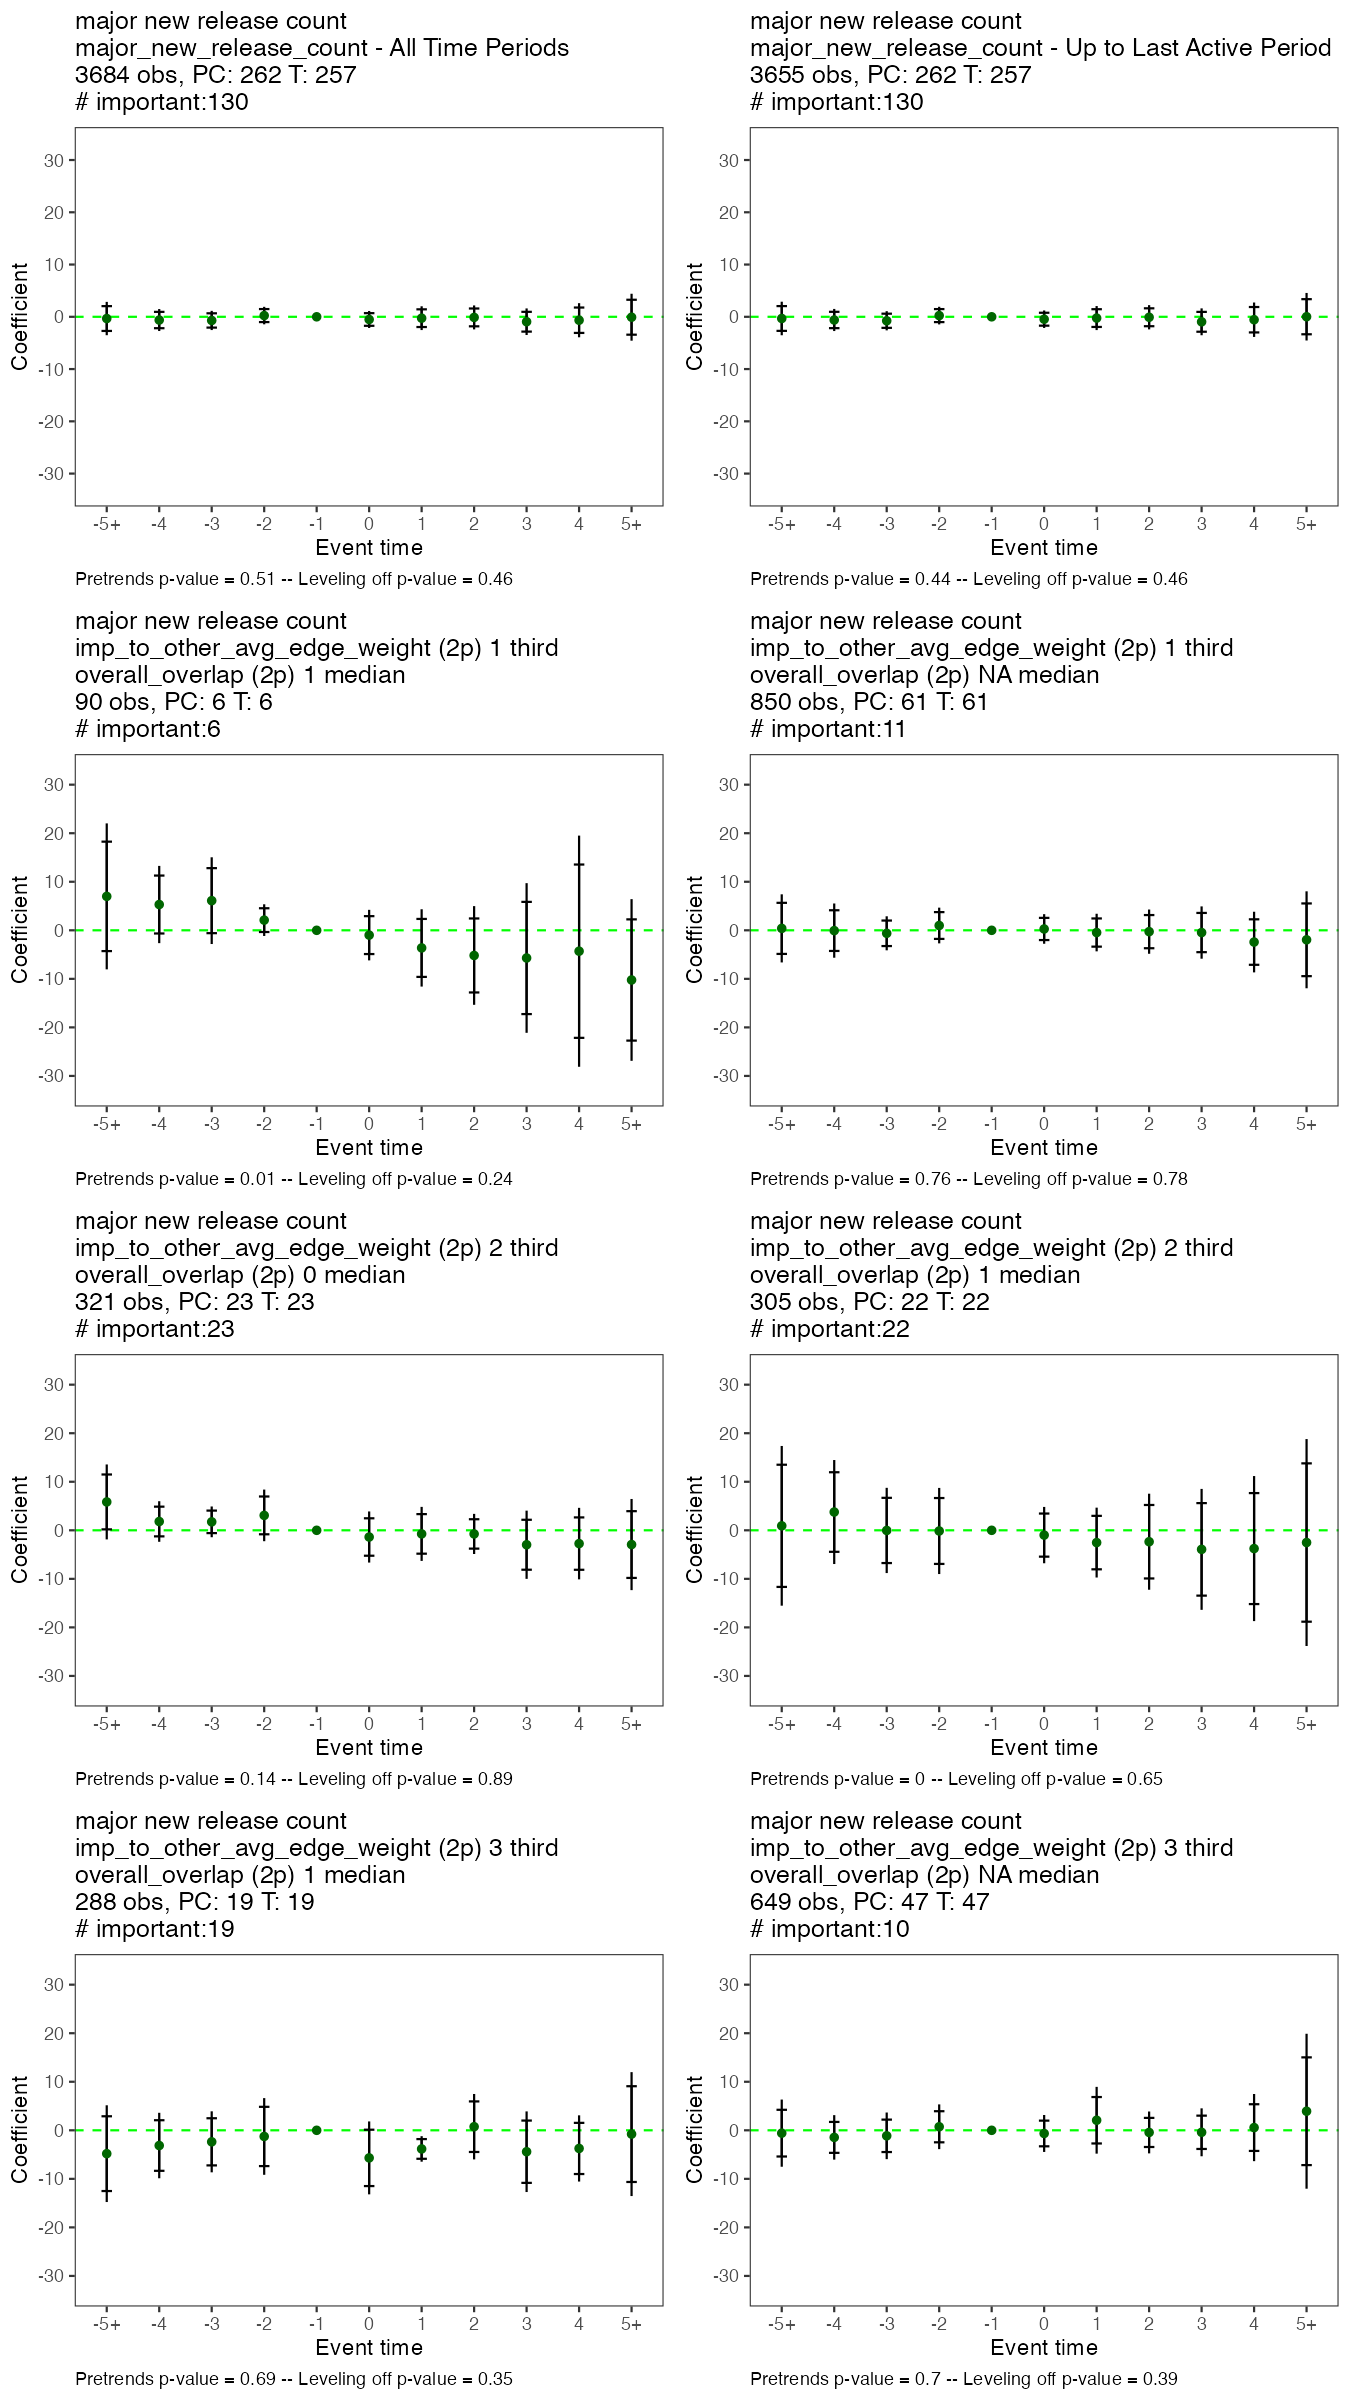 major new release count
major_new_release_count - All Time Periods
3684 obs, PC: 262 T: 257
# important:130
30
20
10
0
-10
-20
-30
Coefficient
-5+ -4 -3 -2 -1 0 1 2 3 4 5+
Event time
Pretrends p-value = 0.51 -- Leveling off p-value = 0.46
major new release count
major_new_release_count - Up to Last Active Period
3655 obs, PC: 262 T: 257
# important:130
30
20
10
0
-10
-20
-30
Coefficient
-5+ -4 -3 -2 -1 0 1 2 3 4 5+
Event time
Pretrends p-value = 0.44 -- Leveling off p-value = 0.46
major new release count
imp_to_other_avg_edge_weight (2p) 1 third
overall_overlap (2p) 1 median
90 obs, PC: 6 T: 6
# important:6
30
20
10
0
-10
-20
-30
Coefficient
-5+ -4 -3 -2 -1 0 1 2 3 4 5+
Event time
Pretrends p-value = 0.01 -- Leveling off p-value = 0.24
major new release count
imp_to_other_avg_edge_weight (2p) 1 third
overall_overlap (2p) NA median
850 obs, PC: 61 T: 61
# important:11
30
20
10
0
-10
-20
-30
Coefficient
-5+ -4 -3 -2 -1 0 1 2 3 4 5+
Event time
Pretrends p-value = 0.76 -- Leveling off p-value = 0.78
major new release count
imp_to_other_avg_edge_weight (2p) 2 third
overall_overlap (2p) 0 median
321 obs, PC: 23 T: 23
# important:23
30
20
10
0
-10
-20
-30
Coefficient
-5+ -4 -3 -2 -1 0 1 2 3 4 5+
Event time
Pretrends p-value = 0.14 -- Leveling off p-value = 0.89
major new release count
imp_to_other_avg_edge_weight (2p) 2 third
overall_overlap (2p) 1 median
305 obs, PC: 22 T: 22
# important:22
30
20
10
0
-10
-20
-30
Coefficient
-5+ -4 -3 -2 -1 0 1 2 3 4 5+
Event time
Pretrends p-value = 0 -- Leveling off p-value = 0.65
major new release count
imp_to_other_avg_edge_weight (2p) 3 third
overall_overlap (2p) 1 median
288 obs, PC: 19 T: 19
# important:19
30
20
10
0
-10
-20
-30
Coefficient
-5+ -4 -3 -2 -1 0 1 2 3 4 5+
Event time
Pretrends p-value = 0.69 -- Leveling off p-value = 0.35
major new release count
imp_to_other_avg_edge_weight (2p) 3 third
overall_overlap (2p) NA median
649 obs, PC: 47 T: 47
# important:10
30
20
10
0
-10
-20
-30
Coefficient
-5+ -4 -3 -2 -1 0 1 2 3 4 5+
Event time
Pretrends p-value = 0.7 -- Leveling off p-value = 0.39